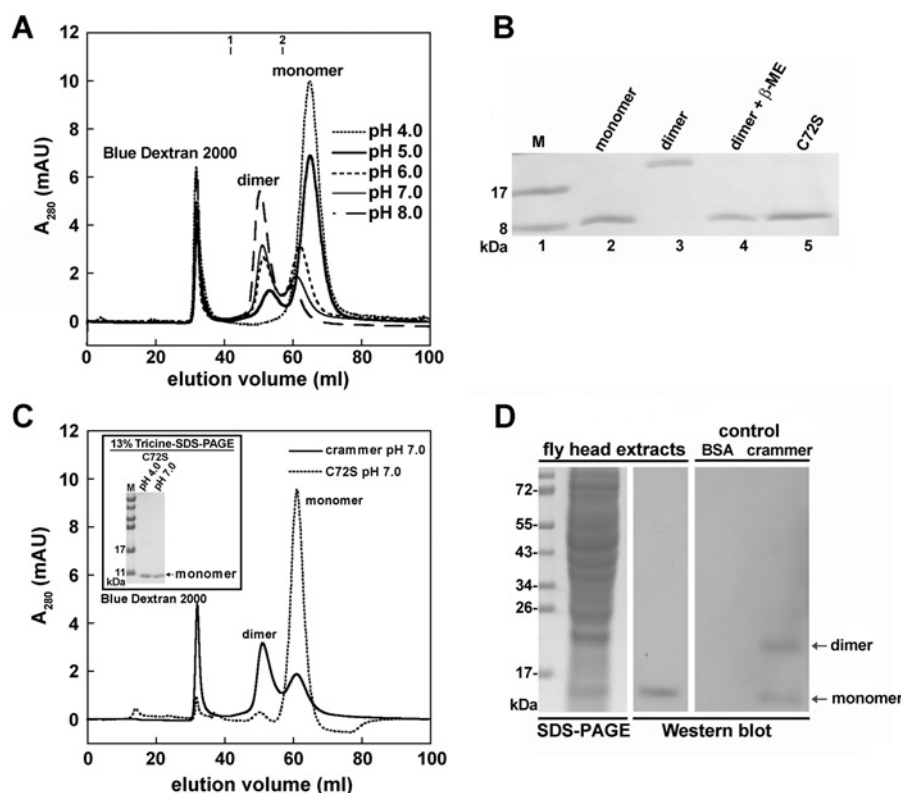 A
1 2
12
10
8
6
4
2
0
A280 (mAU)
Blue Dextran 2000
dimer
monomer
pH 4.0
pH 5.0
pH 6.0
pH 7.0
pH 8.0
0 20 40 60 80 100
elution volume (ml)
B
M monomer dimer dimer + β-ME C72S
17
8
kDa 1 2 3 4 5
C
12
10
8
6
4
2
0
A280 (mAU)
13% Tricine-SDS-PAGE
C72S
M pH 4.0 pH 7.0
17
11
kDa
monomer
Blue Dextran 2000
crammer pH 7.0
C72S pH 7.0
monomer
dimer
0 20 40 60 80 100
elution volume (ml)
D
control
fly head extracts BSA crammer
72-
55-
43-
34-
26-
17-
kDa
dimer
monomer
SDS-PAGE Western blot